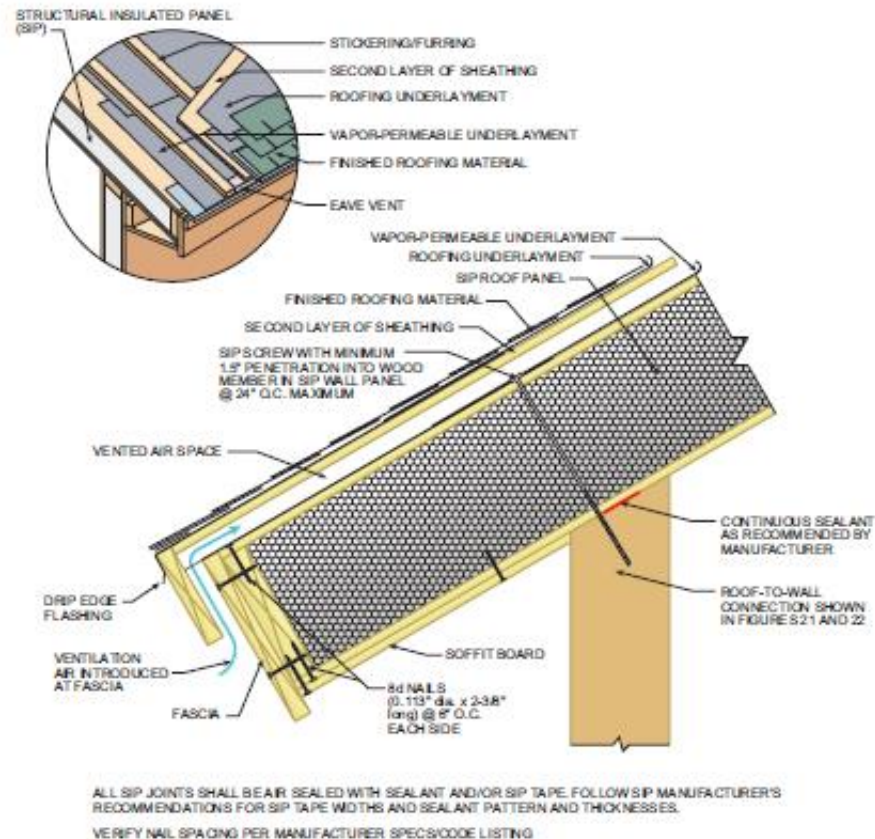 STRUCTURAL INSULATED PANEL
(SIP)
STICKERING/FURRING
SECOND LAYER OF SHEATHING
ROOFING UNDERLAYMENT
VAPOR-PERMEABLE UNDERLAYMENT
FINISHED ROOFING MATERIAL
EAVE VENT
VAPOR-PERMEABLE UNDERLAYMENT
ROOFING UNDERLAYMENT
SIP ROOF PANEL
FINISHED ROOFING MATERIAL
SECOND LAYER OF SHEATHING
SIP SCREW WITH MINIMUM
1.5" PENETRATION INTO WOOD
MEMBER IN SIP WALL PANEL
@ 24" O.C. MAXIMUM
VENTED AIR SPACE
CONTINUOUS SEALANT
AS RECOMMENDED BY
MANUFACTURER
DRIP EDGE
FLASHING
ROOF-TO-WALL
CONNECTION SHOWN
IN FIGURES 21 AND 22
VENTILATION
AIR INTRODUCED
AT FASCIA
SOFFIT BOARD
FASCIA
8d NAILS
(0.113" dia. x 2-3/8"
long) @ 6" O.C.
EACH SIDE
ALL SIP JOINTS SHALL BE AIR SEALED WITH SEALANT AND/OR SIP TAPE. FOLLOW SIP MANUFACTURER'S
RECOMMENDATIONS FOR SIP TAPE WIDTHS AND SEALANT PATTERN AND THICKNESSES.
VERIFY NAIL SPACING PER MANUFACTURER SPECS/CODE LISTING